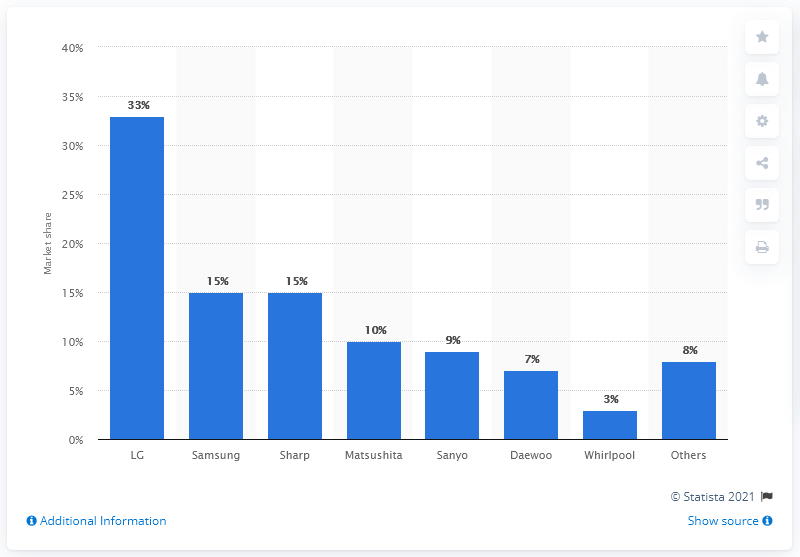 40%
35%
30%
25%
20%
15%
10%
5%
0%
Market share
33%
15%
15%
10%
9%
7%
3%
8%
LG
Samsung
Sharp
Matsushita
Sanyo
Daewoo
Whirlpool
Others
© Statista 2021
Additional Information
Show source